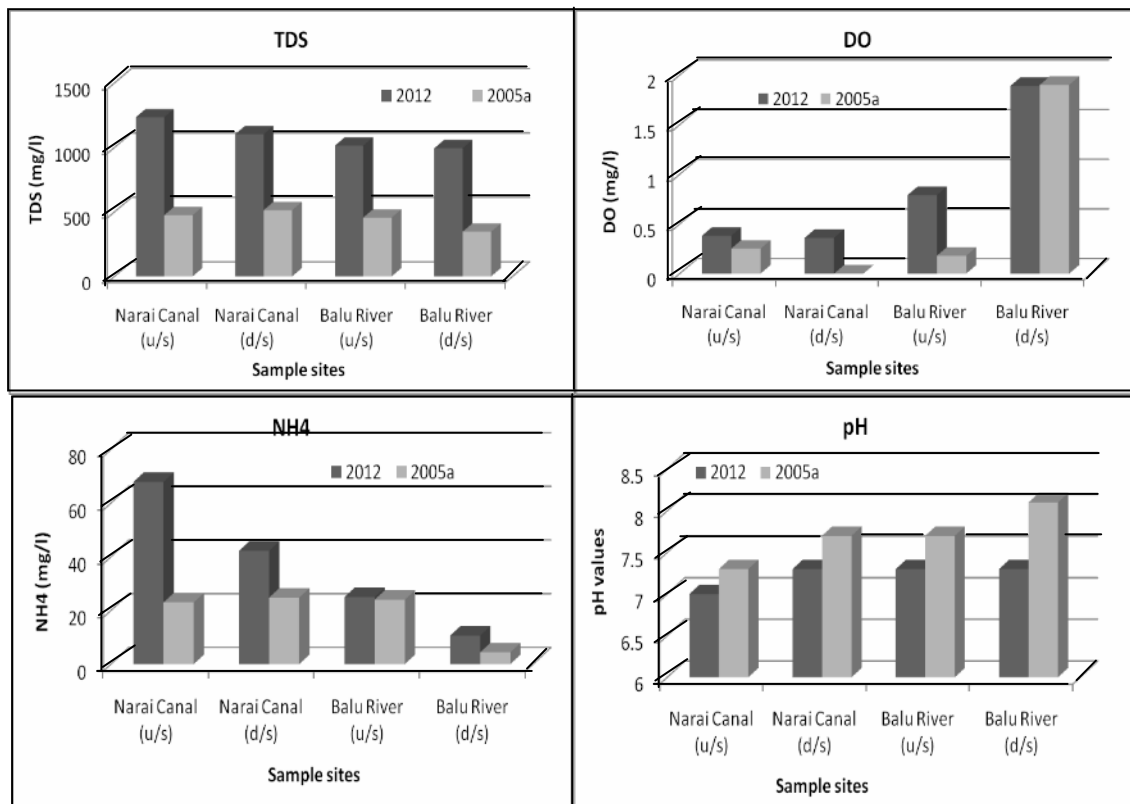 TDS
1500
1000
500
0
TDS (mg/l)
2012 2005a
Narai Canal (u/s)
Narai Canal (d/s)
Balu River (u/s)
Balu River (d/s)
Sample sites
DO
2
1.5
1
0.5
0
DO (mg/l)
2012 2005a
Narai Canal (u/s)
Narai Canal (d/s)
Balu River (u/s)
Balu River (d/s)
Sample sites
NH4
80
60
40
20
0
NH4 (mg/l)
2012 2005a
Narai Canal (u/s)
Narai Canal (d/s)
Balu River (u/s)
Balu River (d/s)
Sample sites
pH
8.5
8
7.5
7
6.5
6
pH values
2012 2005a
Narai Canal (u/s)
Narai Canal (d/s)
Balu River (u/s)
Balu River (d/s)
Sample sites